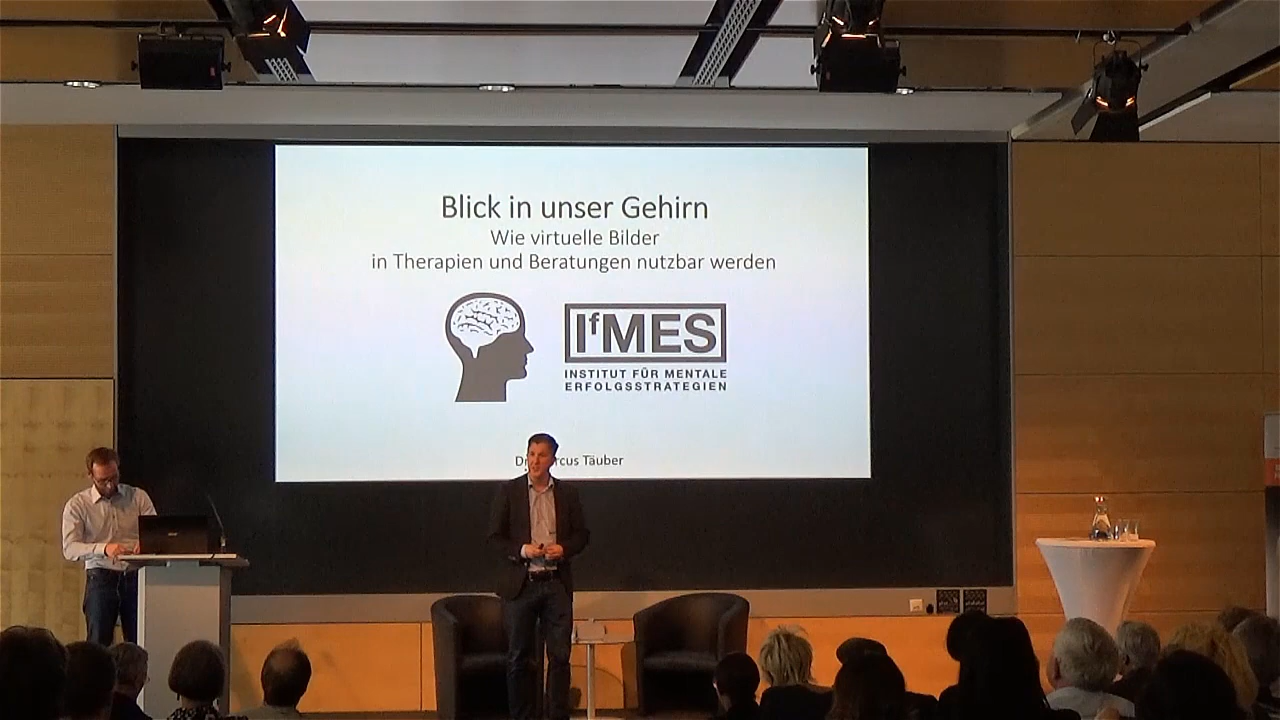 Blick in unser Gehirn
Wie virtuelle Bilder
in Therapien und Beratungen nutzbar werden
IfMES
INSTITUT FÜR MENTALE
ERFOLGSSTRATEGIEN
Täuber